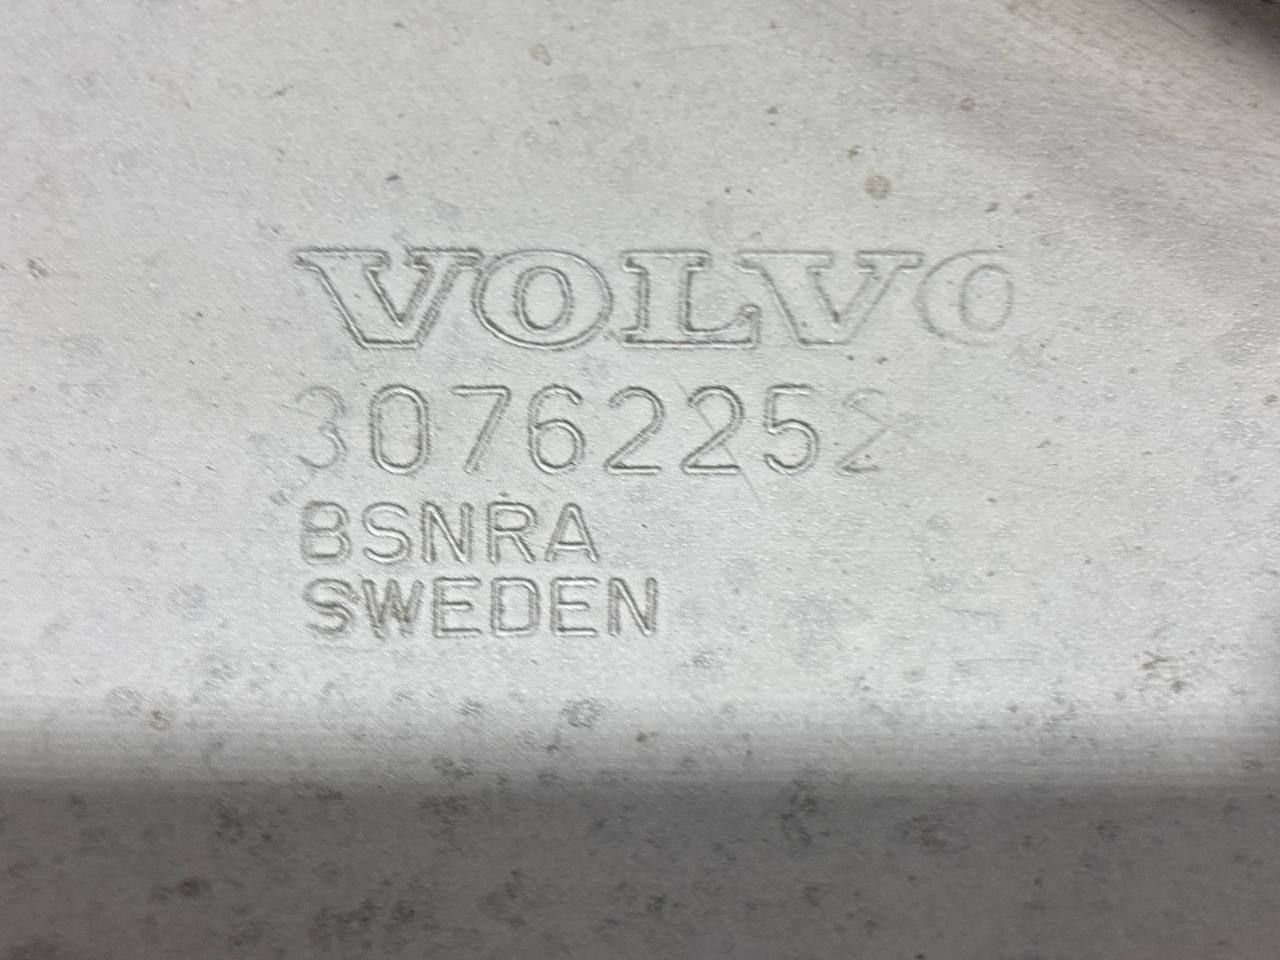 VOLVO
30762252
BSNRA
SWEDEN